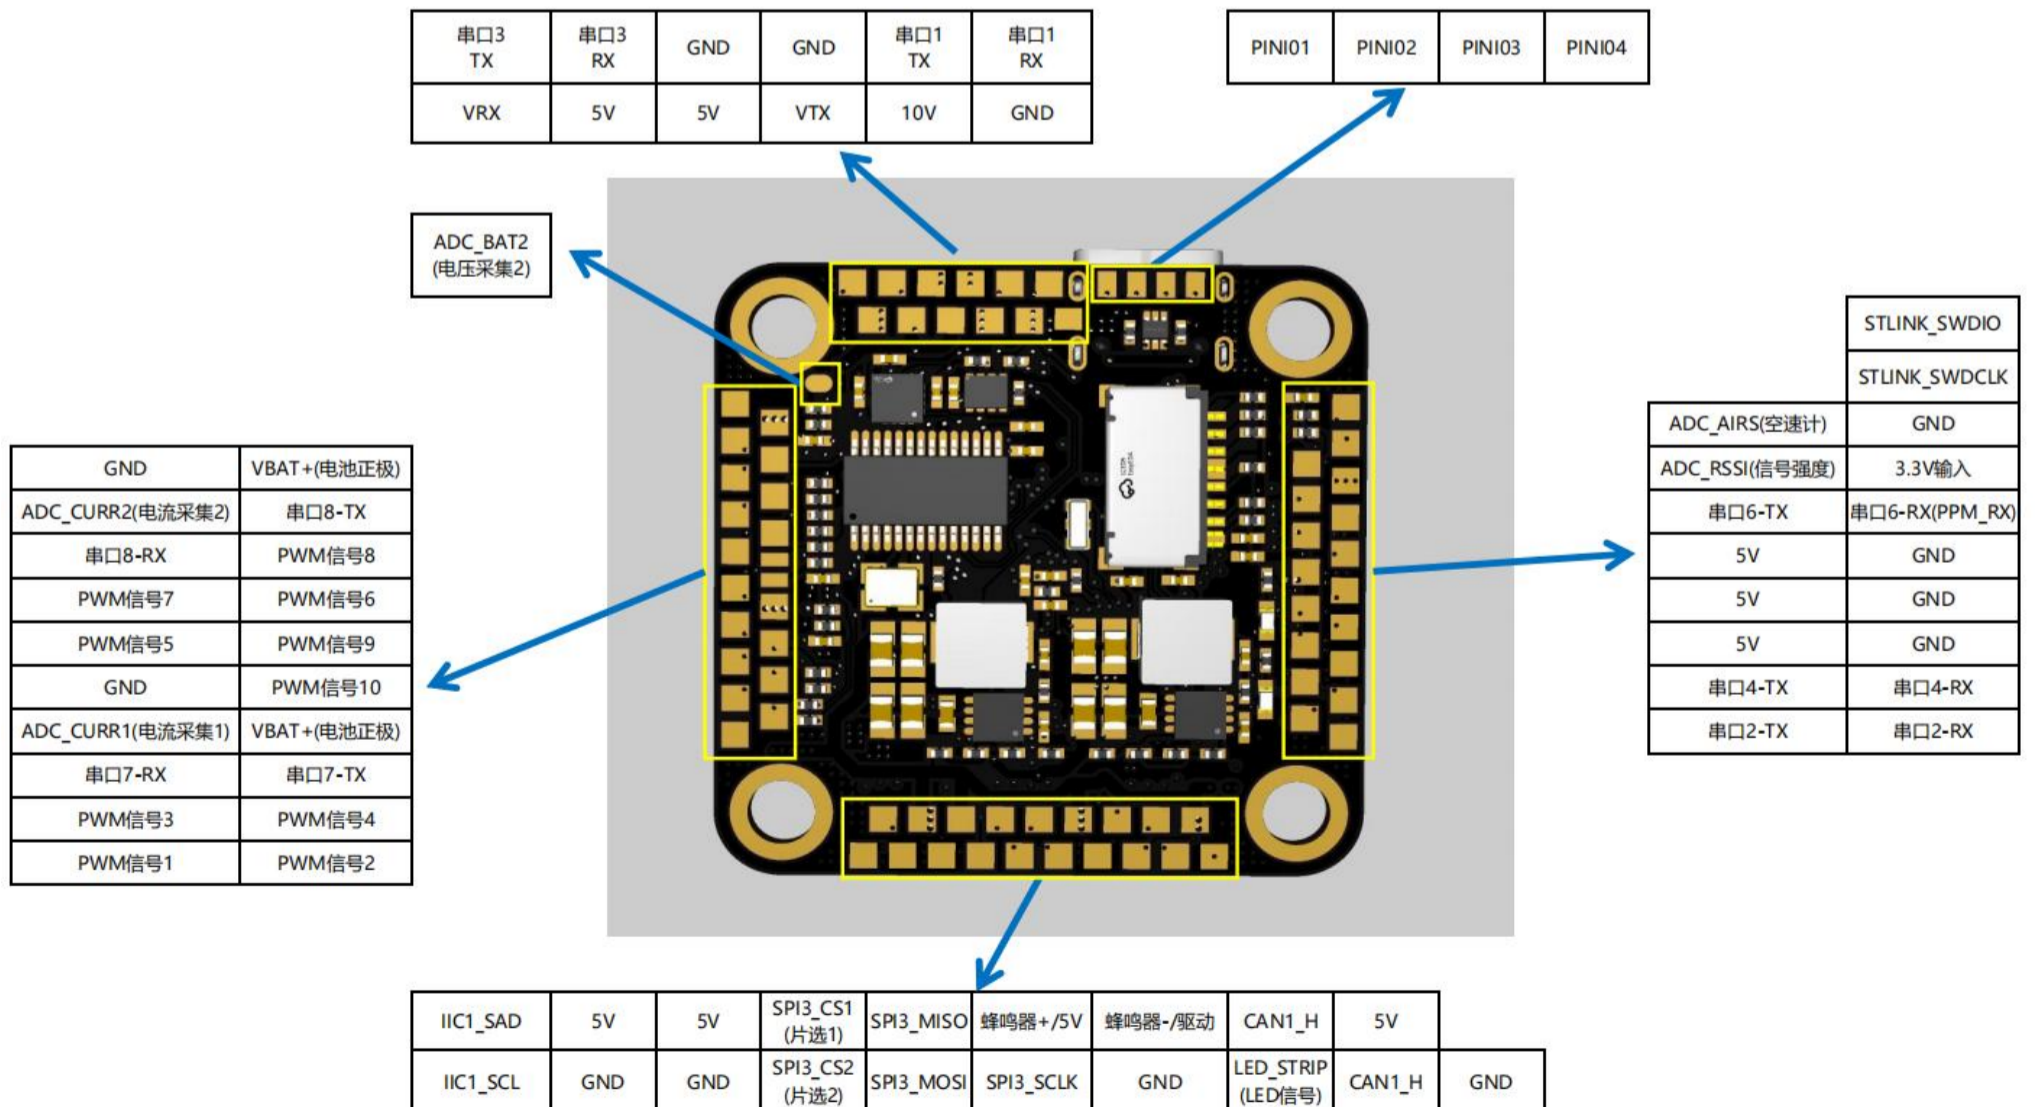 串口3 TX 串口3 RX GND GND 串口1 TX 串口1 RX
VRX 5V 5V VTX 10V GND
PINI01 PINI02 PINI03 PINI04
ADC_BAT2
(电压采集2)
STLINK_SWDIO
STLINK_SWDCLK
ADC_AIRS(空速计) GND
ADC_RSSI(信号强度) 3.3V输入
串口6-TX 串口6-RX(PPM_RX)
5V GND
5V GND
5V GND
串口4-TX 串口4-RX
串口2-TX 串口2-RX
GND VBAT+(电池正极)
ADC_CURR2(电流采集2) 串口8-TX
串口8-RX PWM信号8
PWM信号7 PWM信号6
PWM信号5 PWM信号9
GND PWM信号10
ADC_CURR1(电流采集1) VBAT+(电池正极)
串口7-RX 串口7-TX
PWM信号3 PWM信号4
PWM信号1 PWM信号2
IIC1_SAD 5V 5V SPI3_CS1 (片选1) SPI3_MISO 蜂鸣器+/5V 蜂鸣器-/驱动 CAN1_H 5V
IIC1_SCL GND GND SPI3_CS2 (片选2) SPI3_MOSI SPI3_SCLK GND LED_STRIP (LED信号) CAN1_H GND